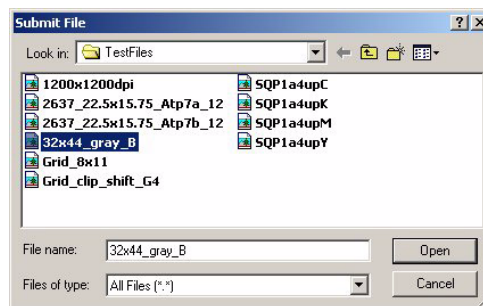 Submit File
Look in: TestFiles
1200x1200dpi
2637_22.5x15.75_Atp7a_12
2637_22.5x15.75_Atp7b_12
32x44_gray_B
Grid_8x11
Grid_clip_shift_G4
SQP1a4upC
SQP1a4upK
SQP1a4upM
SQP1a4upY
File name: 32x44_gray_B Open
Files of type: All Files (*.*) Cancel